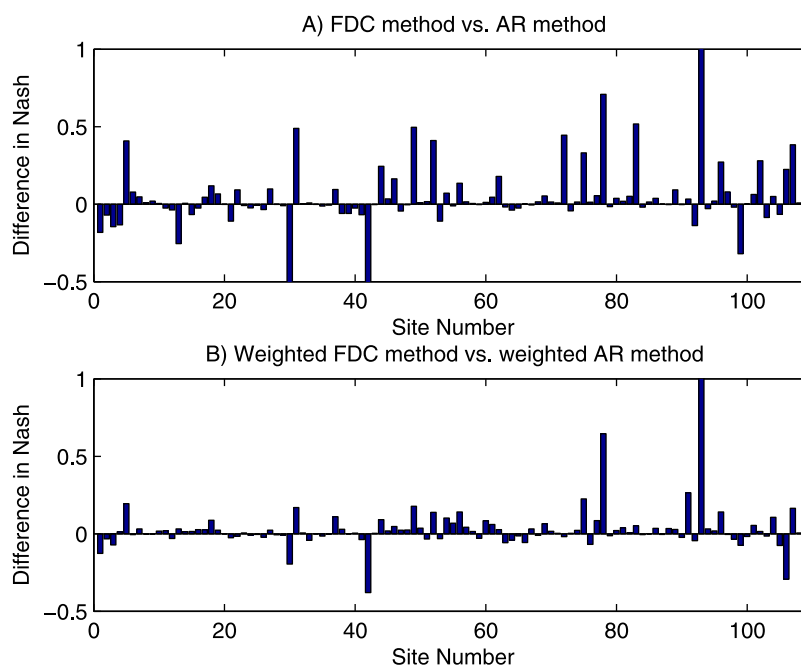 A) FDC method vs. AR method
1
0.5
0
−0.5
Difference in Nash
0 20 40 60 80 100
Site Number
B) Weighted FDC method vs. weighted AR method
1
0.5
0
−0.5
Difference in Nash
0 20 40 60 80 100
Site Number